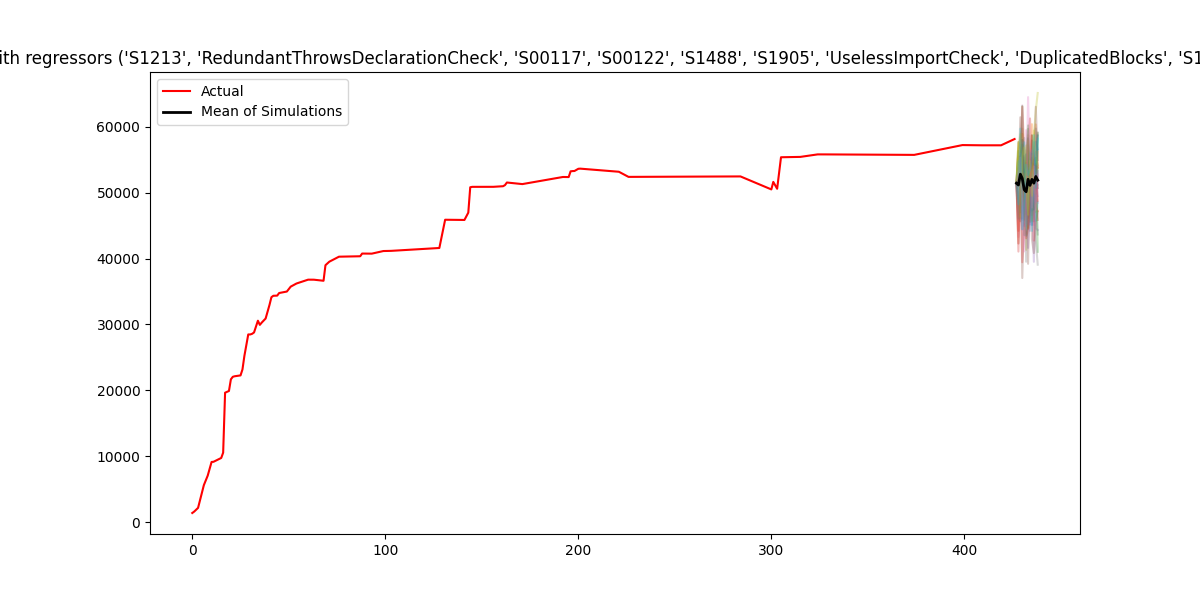 ith regressors ('S1213', 'RedundantThrowsDeclarationCheck', 'S00117', 'S00122', 'S1488', 'S1905', 'UselessImportCheck', 'DuplicatedBlocks', 'S1
Actual
Mean of Simulations
60000
50000
40000
30000
20000
10000
0
0 100 200 300 400